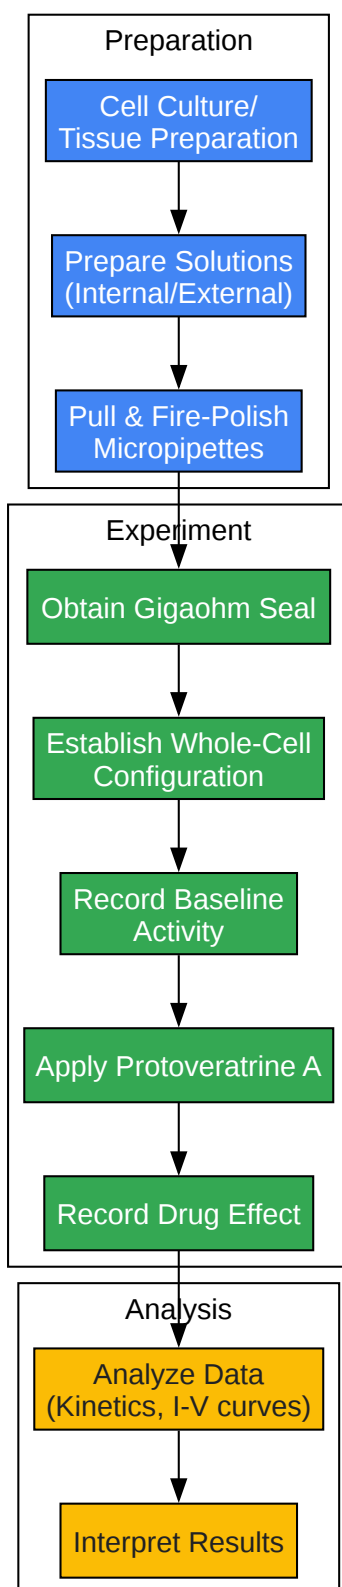 Preparation
Cell Culture/
Tissue Preparation
Prepare Solutions
(Internal/External)
Pull & Fire-Polish
Micropipettes
Experiment
Obtain Gigaohm Seal
Establish Whole-Cell
Configuration
Record Baseline
Activity
Apply Protoveratrine A
Record Drug Effect
Analysis
Analyze Data
(Kinetics, I-V curves)
Interpret Results